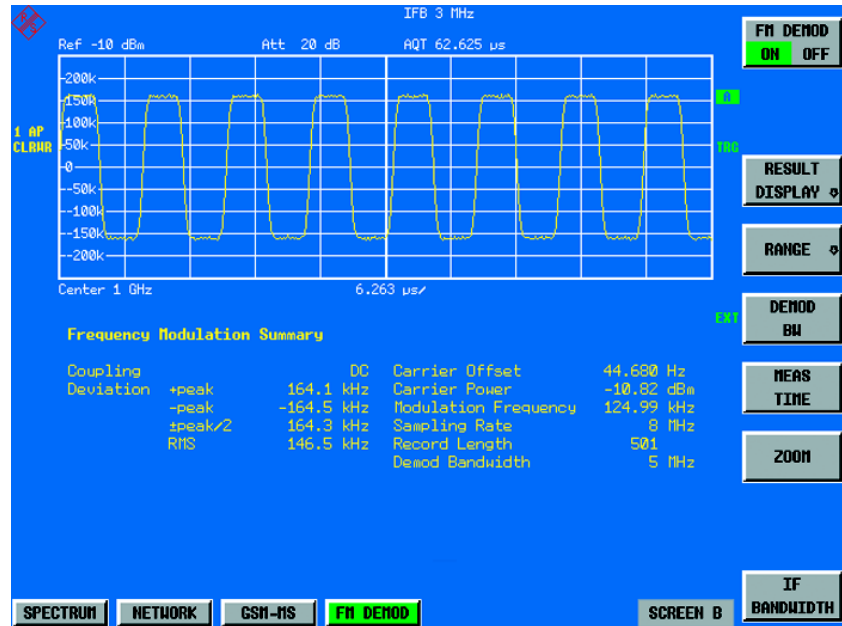 IFB 3 MHz
Ref -10 dBm Att 20 dB AQT 62.625 µs
FM DEMOD
ON OFF
-200k
150k
100k
1 AP
CLRWR
50k
0
-50k
-100k
-150k
-200k
A
TRG
Center 1 GHz 6.263 µs/
RESULT
DISPLAY
RANGE
EXT
DEMOD
BW
Frequency Modulation Summary
Coupling DC Carrier Offset 44.680 Hz
Deviation +peak 164.1 kHz Carrier Power -10.82 dBm
-peak -164.5 kHz Modulation Frequency 124.99 kHz
±peak/2 164.3 kHz Sampling Rate 8 MHz
RMS 146.5 kHz Record Length 501
Demod Bandwidth 5 MHz
MEAS
TIME
ZOOM
IF
BANDWIDTH
SPECTRUM NETWORK GSM-MS FM DEMOD SCREEN B